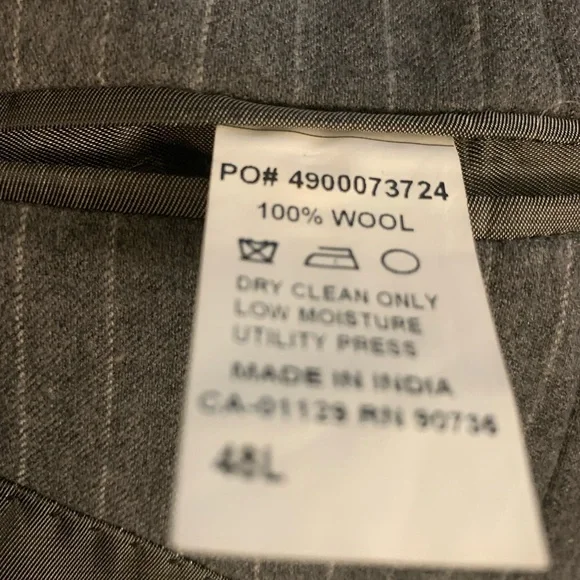 PO# 4900073724
100% WOOL
DRY CLEAN ONLY
LOW MOISTURE
UTILITY PRESS
MADE IN INDIA
CA-01129 RN 90736
48L